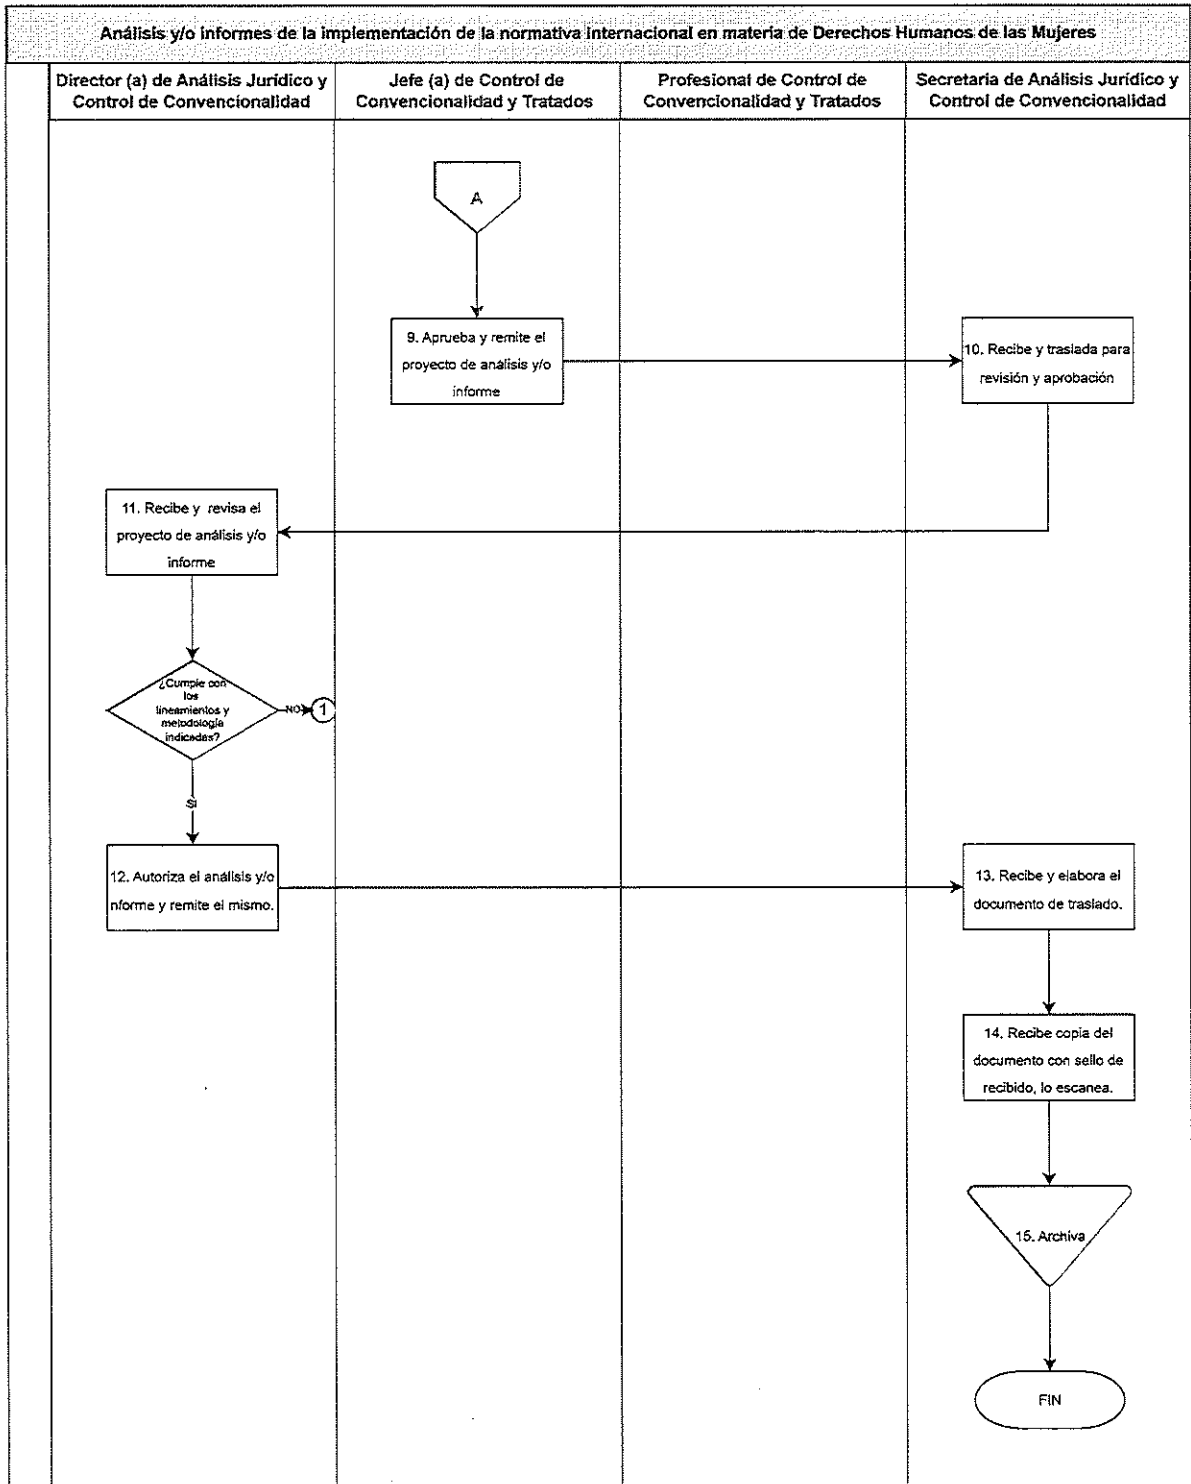 Análisis y/o informes de la implementación de la normativa internacional en materia de Derechos Humanos de las Mujeres
Director (a) de Análisis Jurídico y
Control de Convencionalidad
Jefe (a) de Control de
Convencionalidad y Tratados
Profesional de Control de
Convencionalidad y Tratados
Secretaria de Análisis Jurídico y
Control de Convencionalidad
A
9. Aprueba y remite el
proyecto de análisis y/o
informe
10. Recibe y traslada para
revisión y aprobación
11. Recibe y revisa el
proyecto de análisis y/o
informe
¿Cumple con
los
lineamientos y
metodología
indicadas?
NO
1
SI
12. Autoriza el análisis y/o
nforme y remite el mismo.
13. Recibe y elabora el
documento de traslado.
14. Recibe copia del
documento con sello de
recibido, lo escanea.
15. Archiva
FIN